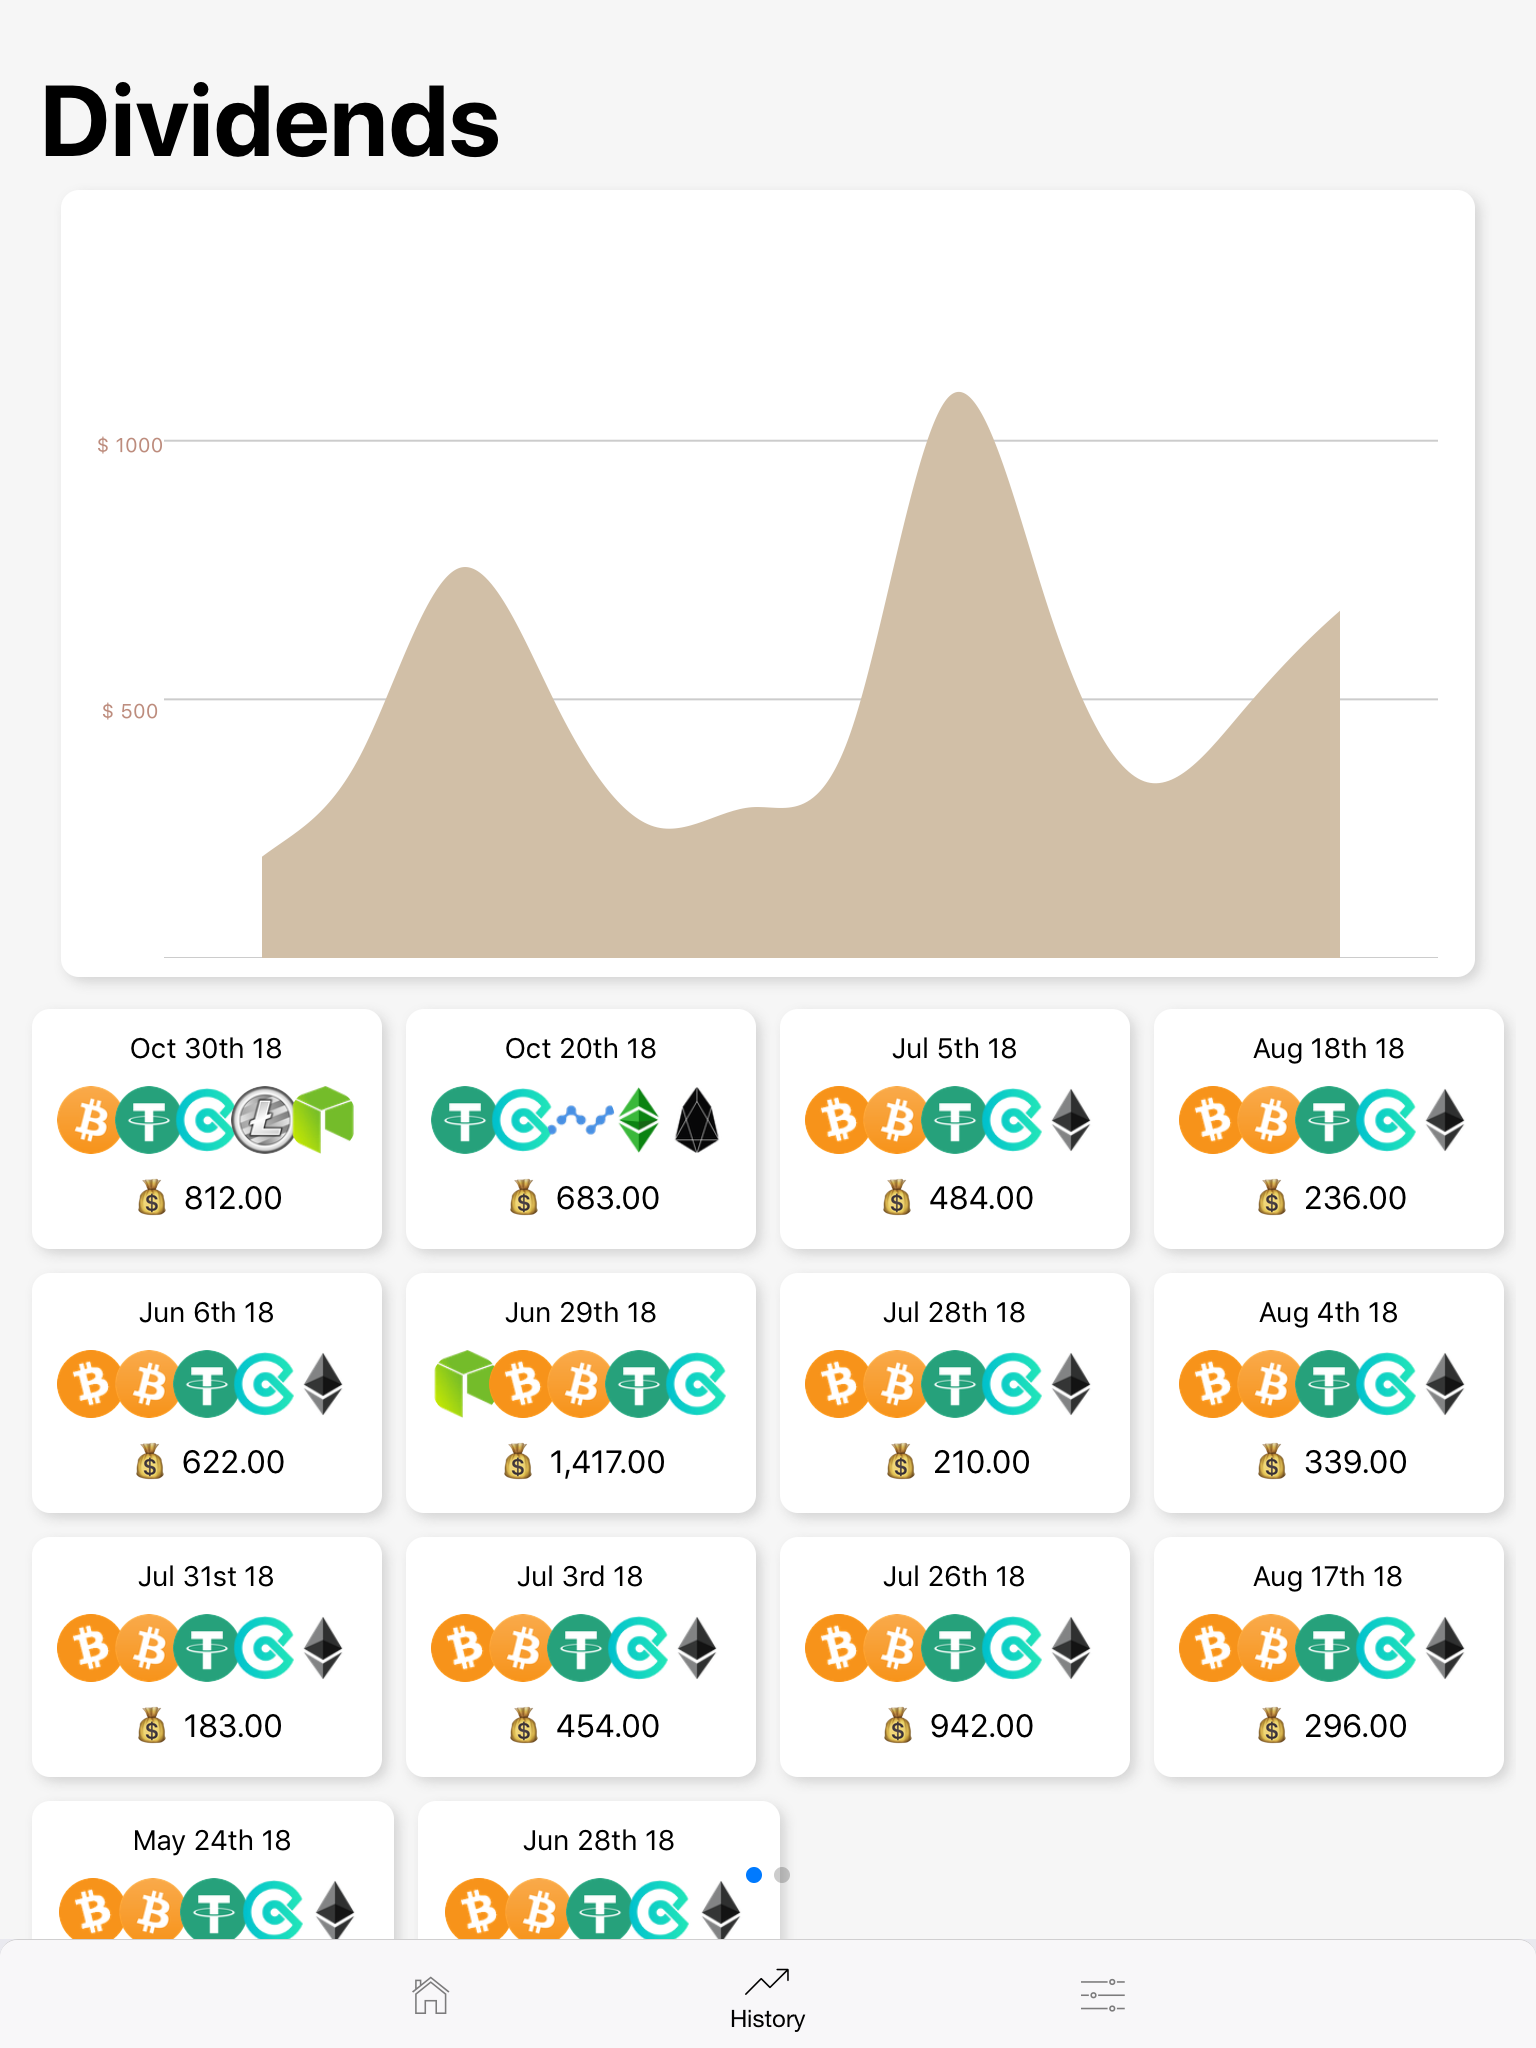 Dividends
$ 1000
$ 500
Oct 30th 18
Oct 20th 18
Jul 5th 18
Aug 18th 18
812.00
683.00
484.00
236.00
Jun 6th 18
Jun 29th 18
Jul 28th 18
Aug 4th 18
622.00
1,417.00
210.00
339.00
Jul 31st 18
Jul 3rd 18
Jul 26th 18
Aug 17th 18
183.00
454.00
942.00
296.00
May 24th 18
Jun 28th 18
History